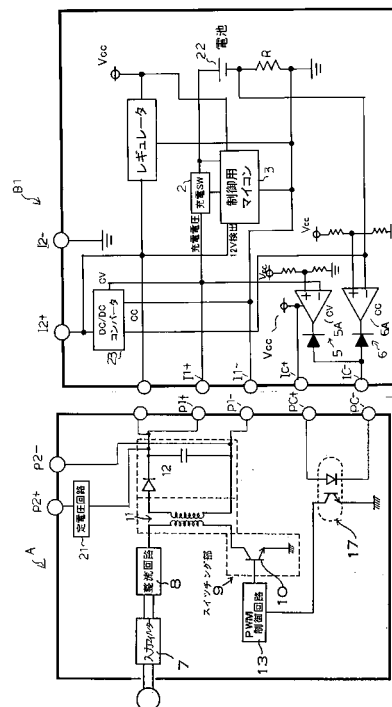 B1
I2-
I2+
Vcc
レギュレータ
22
電池
R
2
充電SW
充電電圧
3
制御用
マイコン
12V検出
DC/DC
コンバータ
23
CV
CC
Vcc
Vcc
Vcc
CV
5A
5
CC
6A
6
I1+
I1-
IC+
IC-
A
P2-
P2+
21
定電圧回路
P1+
P1-
PC+
PC-
12
11
スイッチング部
9
10
8
整流回路
7
入力フィルター
13
PWM
制御回路
17